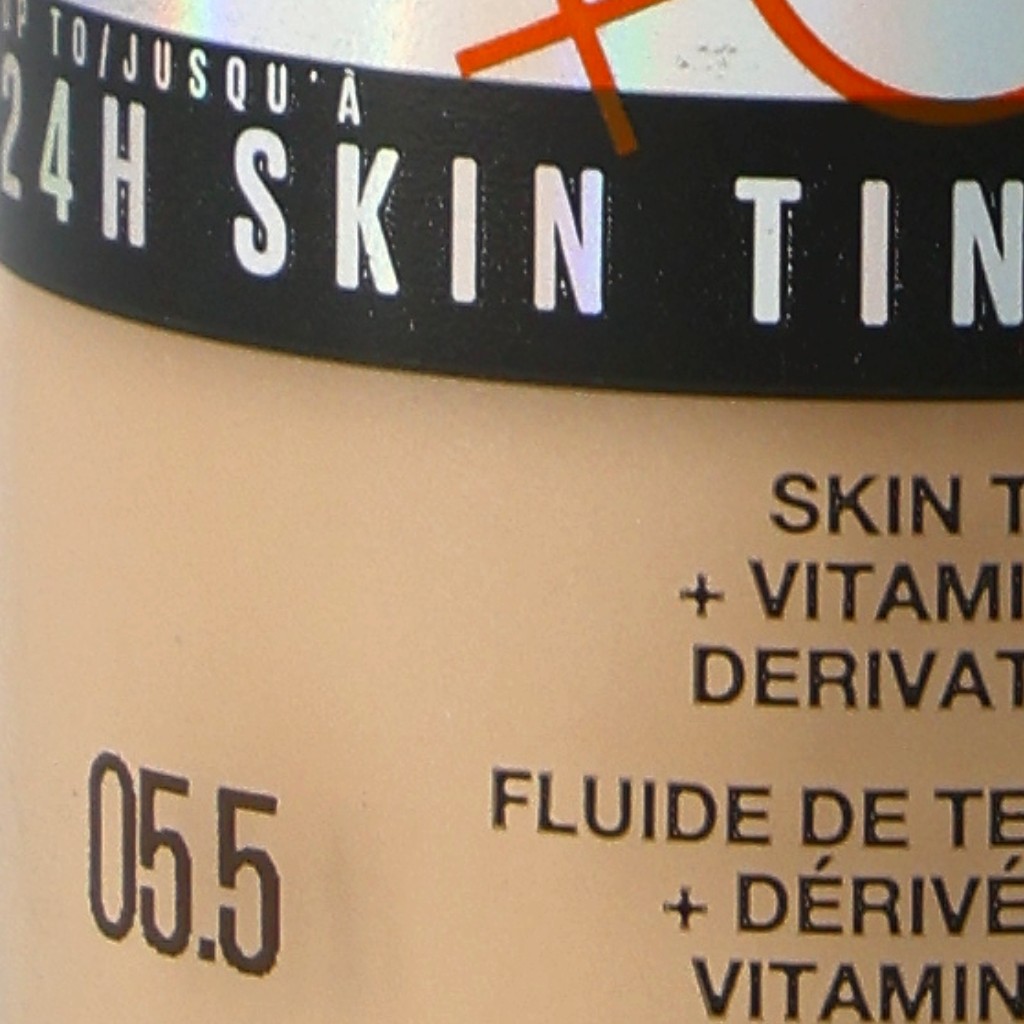 UP TO/JUSQU'À
24H SKIN TIN
SKIN T
+ VITAMI
DERIVAT
FLUIDE DE TE
+ DÉRIVÉ
VITAMIN
05.5